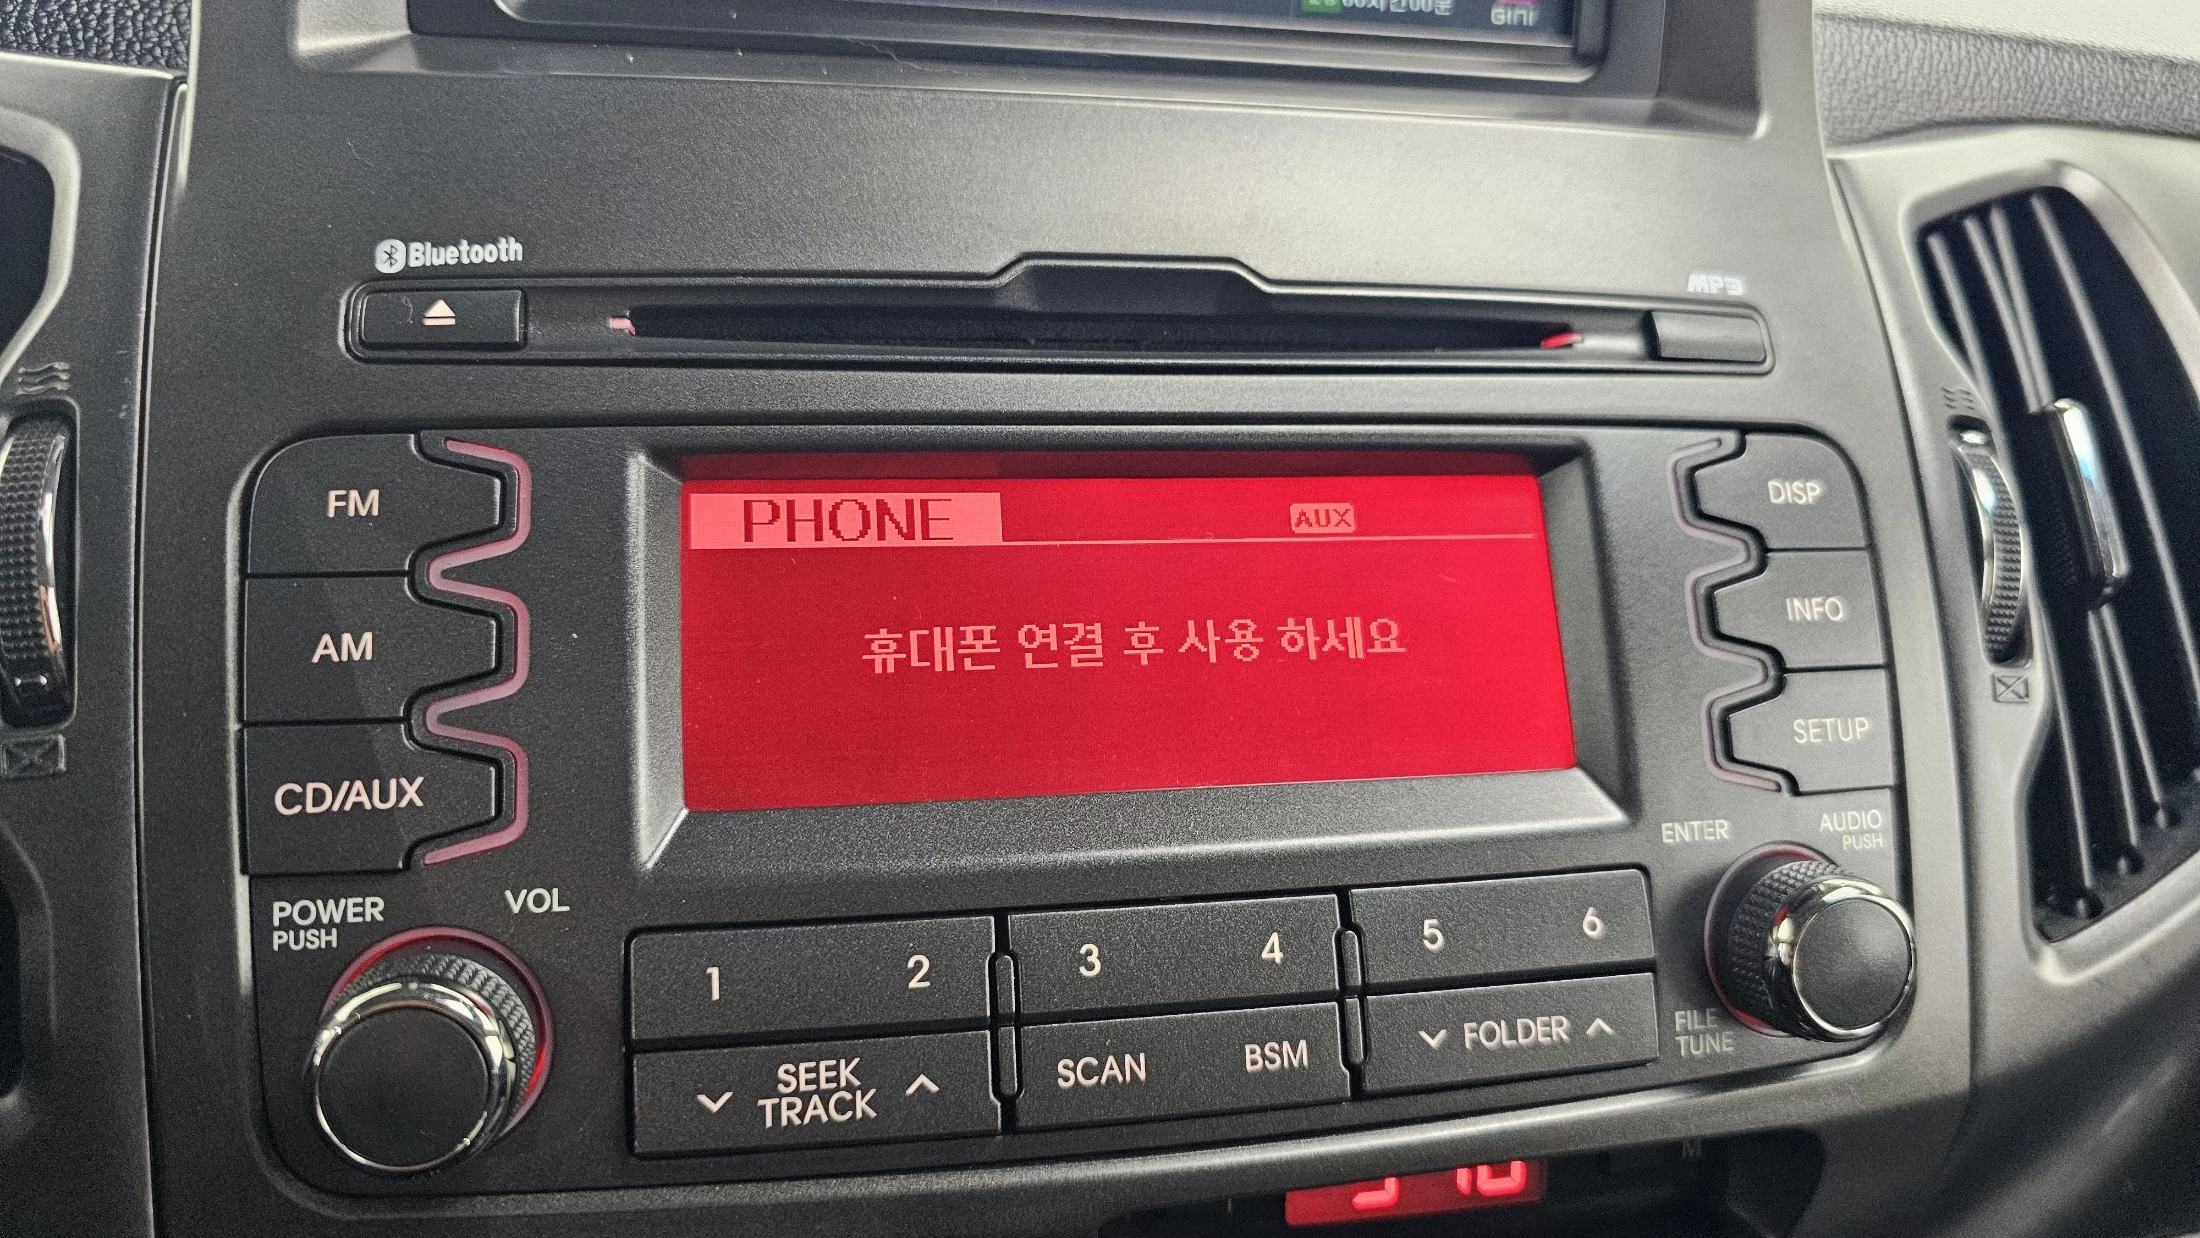 GINI
Bluetooth
MP3
FM
AM
CD/AUX
PHONE
AUX
휴대폰 연결 후 사용 하세요
DISP
INFO
SETUP
ENTER
AUDIO
PUSH
POWER
PUSH
VOL
1 2 3 4 5 6
SEEK
TRACK
SCAN BSM
FOLDER
FILE
TUNE